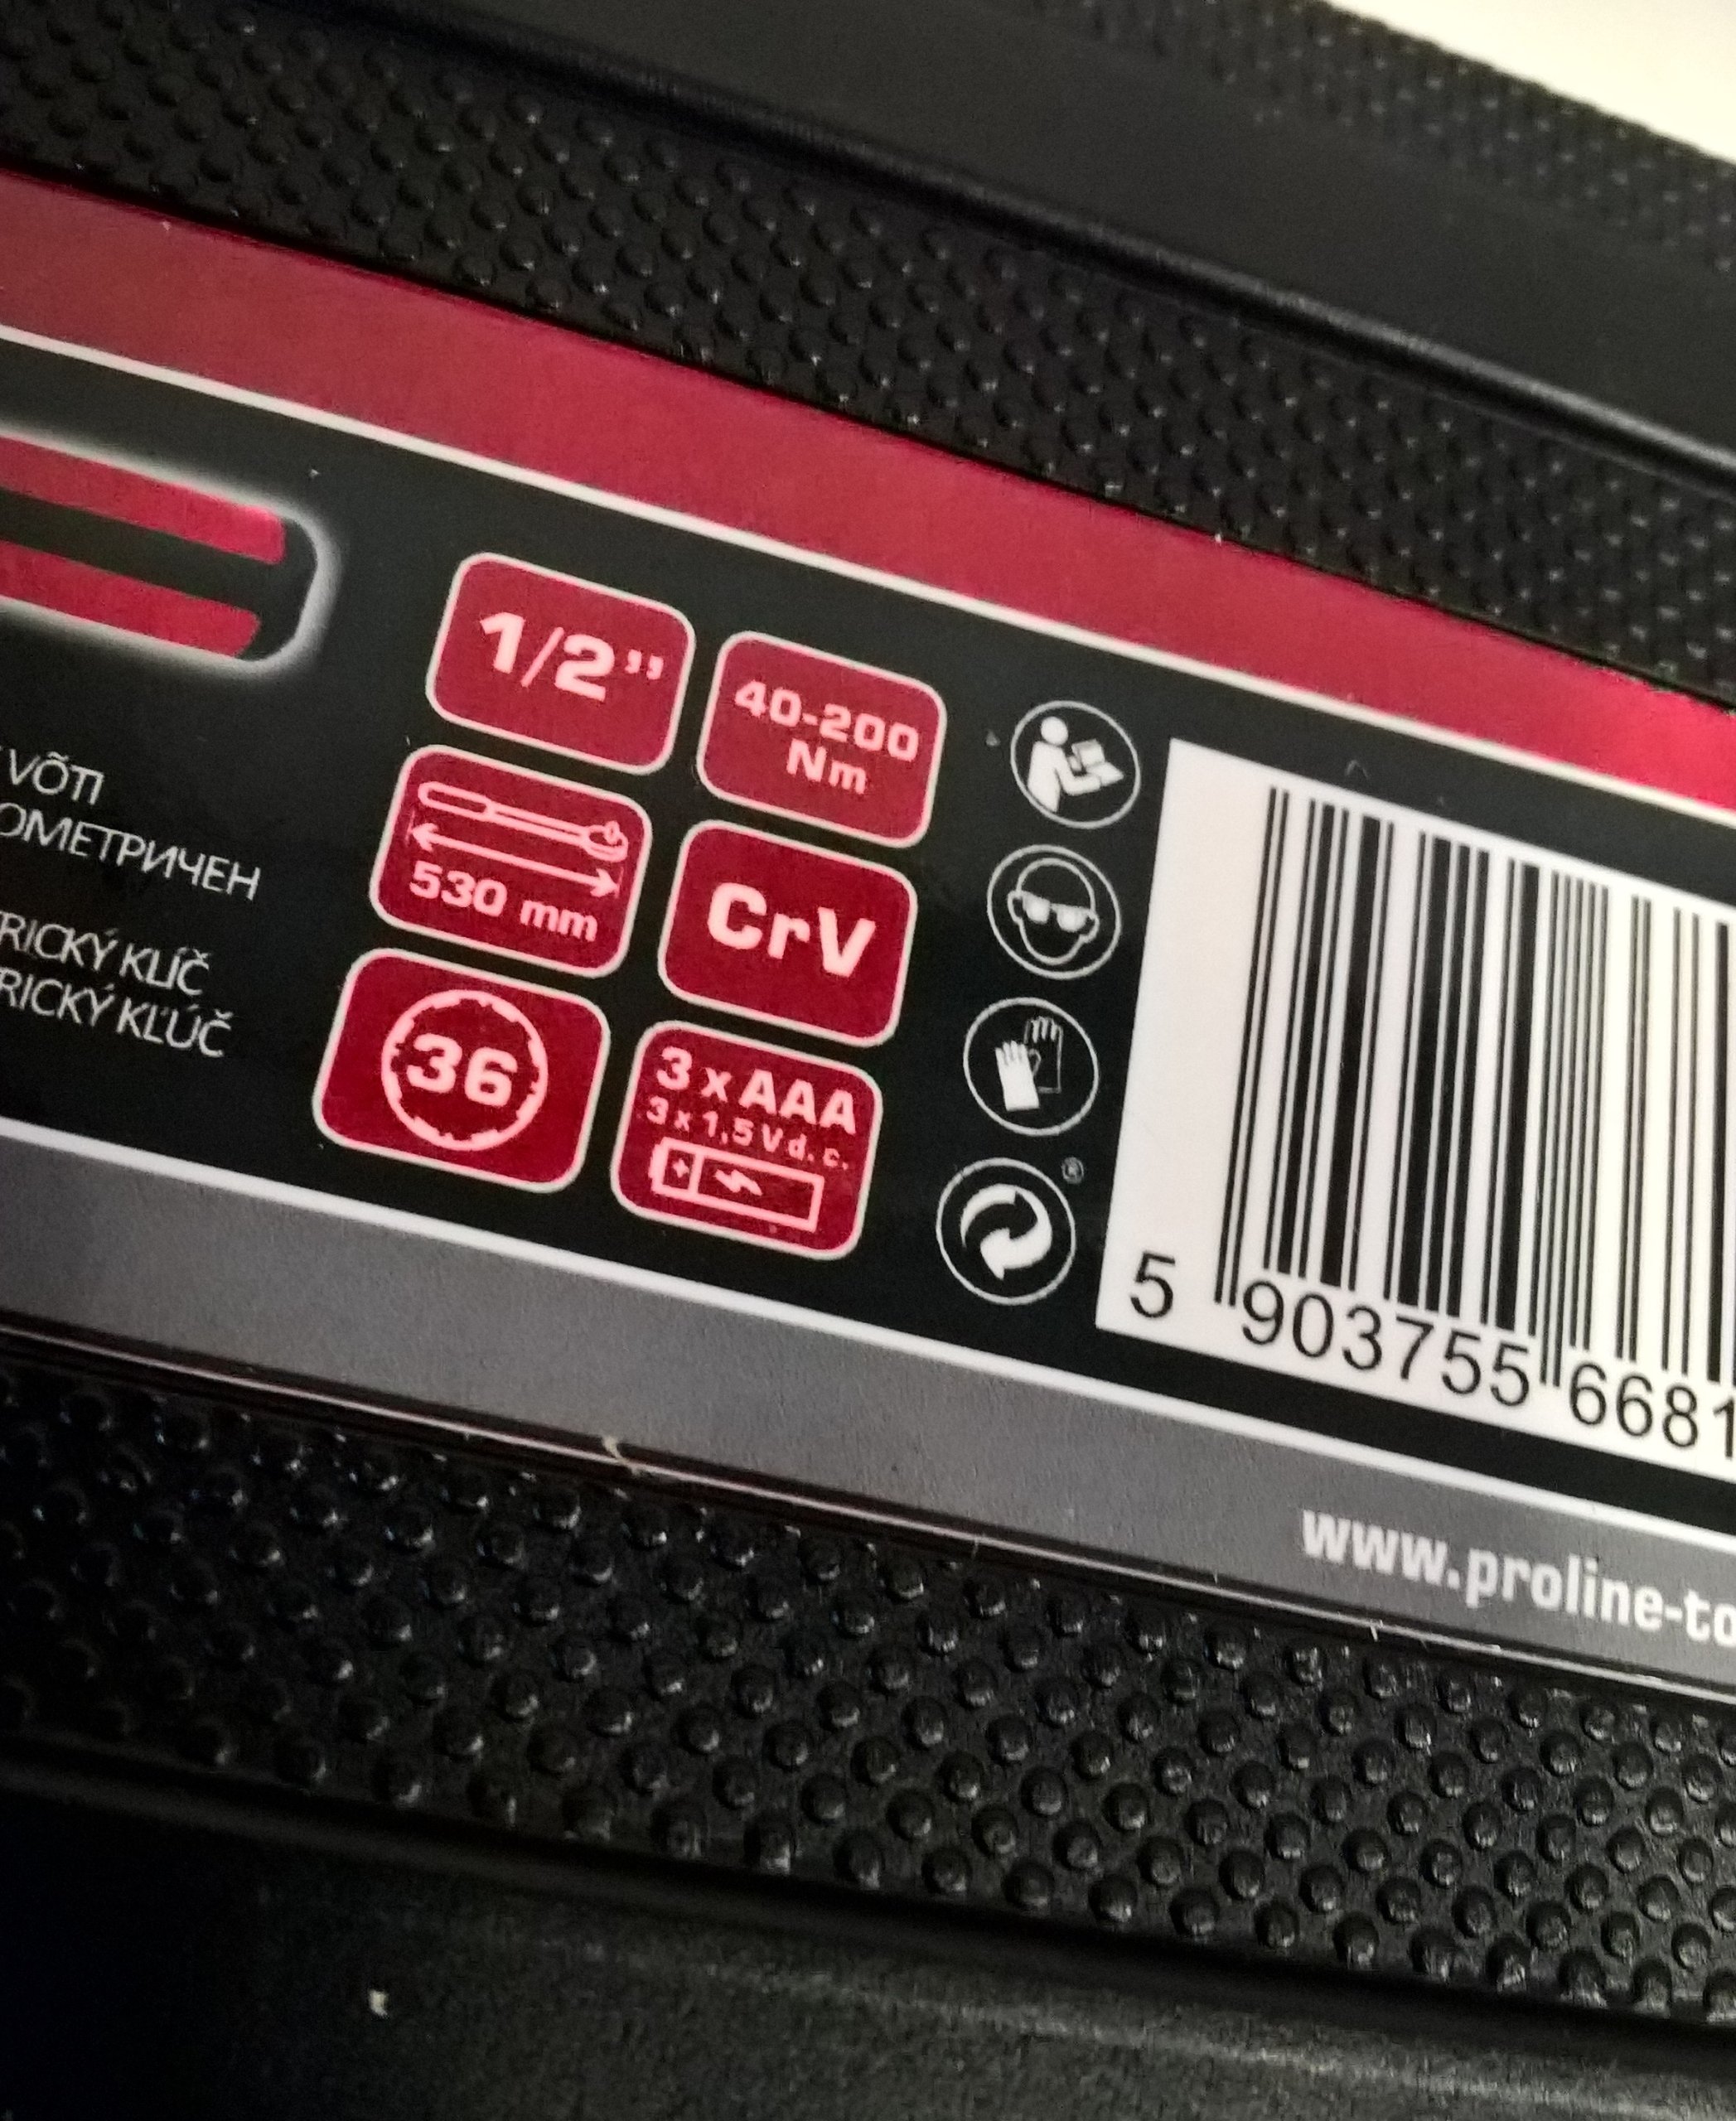 VÕTI
ОМЕТРИЧЕН
RICKÝ KLÍČ
RICKÝ KĽÚČ
1/2”
40-200
Nm
530 mm
CrV
36
3 x AAA
3 x 1,5 V d. c.
®
5 903755 6681
www.proline-to